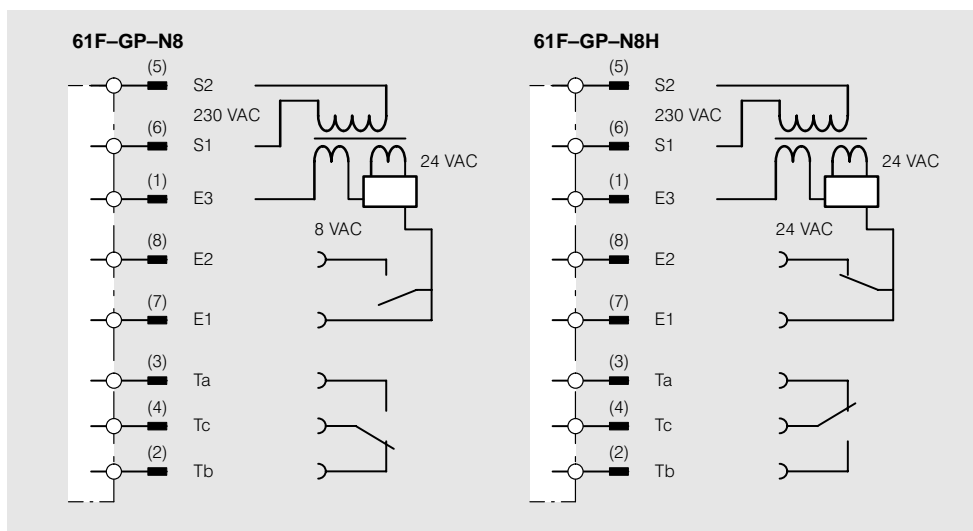 61F–GP–N8
(5)
S2
230 VAC
(6)
S1
24 VAC
(1)
E3
8 VAC
(8)
E2
(7)
E1
(3)
Ta
(4)
Tc
(2)
Tb
61F–GP–N8H
(5)
S2
230 VAC
(6)
S1
24 VAC
(1)
E3
24 VAC
(8)
E2
(7)
E1
(3)
Ta
(4)
Tc
(2)
Tb